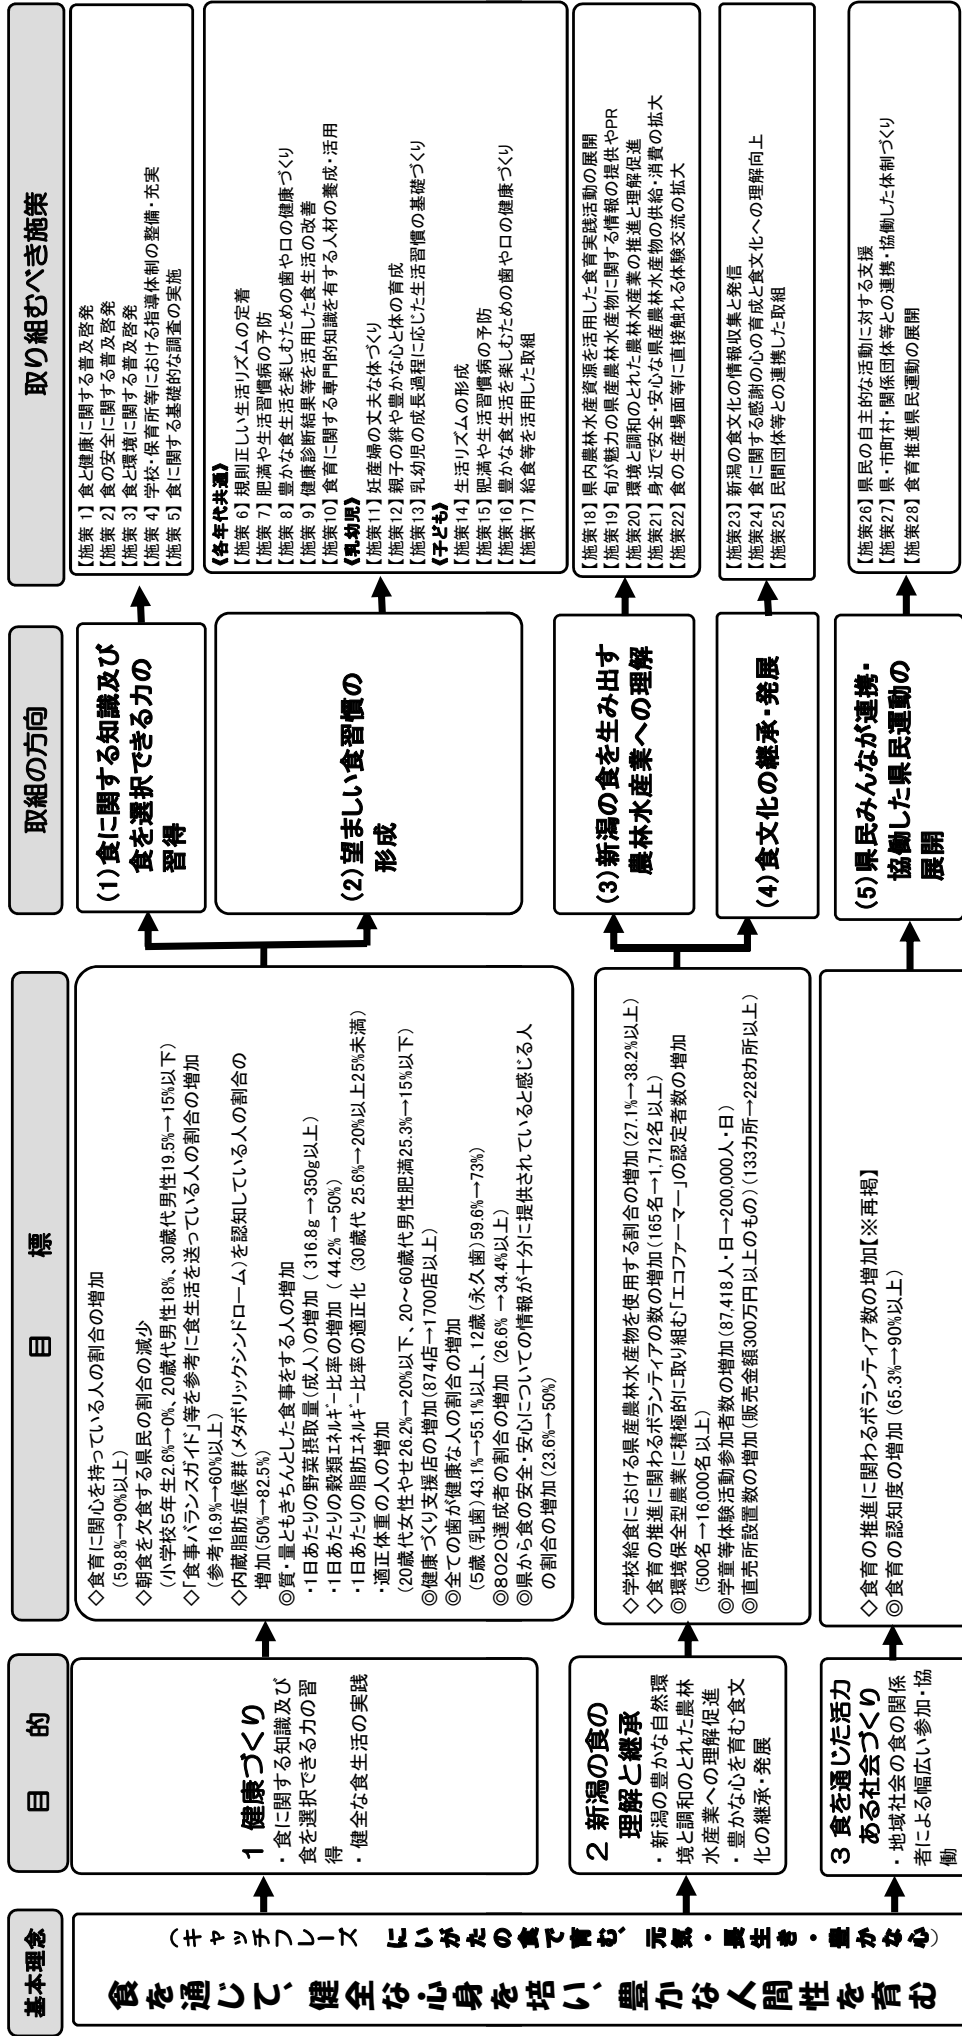 基本理念
目　的
目　標
取組の方向
取り組むべき施策
食を通じて、健全な心身を培い、豊かな人間性を育む
（キャッチフレーズ　にいがたの食で育む、元気・長生き・豊かな心）
1 健康づくり
・食に関する知識及び
食を選択できる力の習
得
・健全な食生活の実践
◇食育に関心を持っている人の割合の増加
(59.8%→90%以上)
◇朝食を欠食する県民の割合の減少
(小学校5年生2.6%→0%、20歳代男性18%、30歳代男性19.5%→15%以下)
◇「食事バランスガイド」等を参考に食生活を送っている人の割合の増加
(参考16.9%→60%以上)
◇内蔵脂肪症候群（メタボリックシンドローム）を認知している人の割合の
増加(50%→82.5%)
◎質・量ともきちんとした食事をする人の増加
・1日あたりの野菜摂取量(成人)の増加 ( 316.8g →350g以上)
・1日あたりの穀類ｴﾈﾙｷﾞｰ比率の増加 ( 44.2% →50%)
・1日あたりの脂肪ｴﾈﾙｷﾞｰ比率の適正化 (30歳代 25.6%→20%以上25%未満)
・適正体重の人の増加
(20歳代女性やせ26.2%→20%以下、20～60歳代男性肥満25.3%→15%以下)
◎健康づくり支援店の増加(874店→1700店以上)
◎全ての歯が健康な人の割合の増加
(5歳(乳歯)43.1%→55.1%以上、12歳(永久歯)59.6%→73%)
◎8020達成者の割合の増加 (26.6% →34.4%以上)
◎県から食の安全・安心についての情報が十分に提供されていると感じる人
の割合の増加(23.6%→50%)
(1)食に関する知識及び
食を選択できる力の
習得
【施策 1】食と健康に関する普及啓発
【施策 2】食の安全に関する普及啓発
【施策 3】食と環境に関する普及啓発
【施策 4】学校・保育所等における指導体制の整備・充実
【施策 5】食に関する基礎的な調査の実施
(2)望ましい食習慣の
形成
《各年代共通》
【施策 6】規則正しい生活リズムの定着
【施策 7】肥満や生活習慣病の予防
【施策 8】豊かな食生活を楽しむための歯や口の健康づくり
【施策 9】健康診断結果等を活用した食生活の改善
【施策10】食育に関する専門的知識を有する人材の養成・活用
《乳幼児》
【施策11】妊産婦の丈夫な体づくり
【施策12】親子の絆や豊かな心と体の育成
【施策13】乳幼児の成長過程に応じた生活習慣の基礎づくり
《子ども》
【施策14】生活リズムの形成
【施策15】肥満や生活習慣病の予防
【施策16】豊かな食生活を楽しむための歯や口の健康づくり
【施策17】給食等を活用した取組
2 新潟の食の
理解と継承
・新潟の豊かな自然環
境と調和のとれた農林
水産業への理解促進
・豊かな心を育む食文
化の継承・発展
◇学校給食における県産農林水産物を使用する割合の増加(27.1%→38.2%以上)
◇食育の推進に関わるボランティアの数の増加(165名→1,712名以上)
◎環境保全型農業に積極的に取り組む「エコファーマー」の認定者数の増加
(500名→16,000名以上)
◎学童等体験活動参加者数の増加(87,418人・日→200,000人・日)
◎直売所設置数の増加(販売金額300万円以上のもの)(133カ所→228カ所以上)
(3)新潟の食を生み出す
農林水産業への理解
【施策18】県内農林水産資源を活用した食育実践活動の展開
【施策19】旬が魅力の県産農林水産物に関する情報の提供やPR
【施策20】環境と調和のとれた農林水産業の推進と理解促進
【施策21】身近で安全・安心な県産農林水産物の供給・消費の拡大
【施策22】食の生産場面等に直接触れる体験交流の拡大
(4)食文化の継承・発展
【施策23】新潟の食文化の情報収集と発信
【施策24】食に関する感謝の心の育成と食文化への理解向上
【施策25】民間団体等との連携した取組
3 食を通じた活力
ある社会づくり
・地域社会の食の関係
者による幅広い参加・協
働
◇食育の推進に関わるボランティア数の増加【※再掲】
◎食育の認知度の増加 (65.3%→90%以上)
(5)県民みんなが連携・
協働した県民運動の
展開
【施策26】県民の自主的な活動に対する支援
【施策27】県・市町村・関係団体等との連携・協働した体制づくり
【施策28】食育推進県民運動の展開